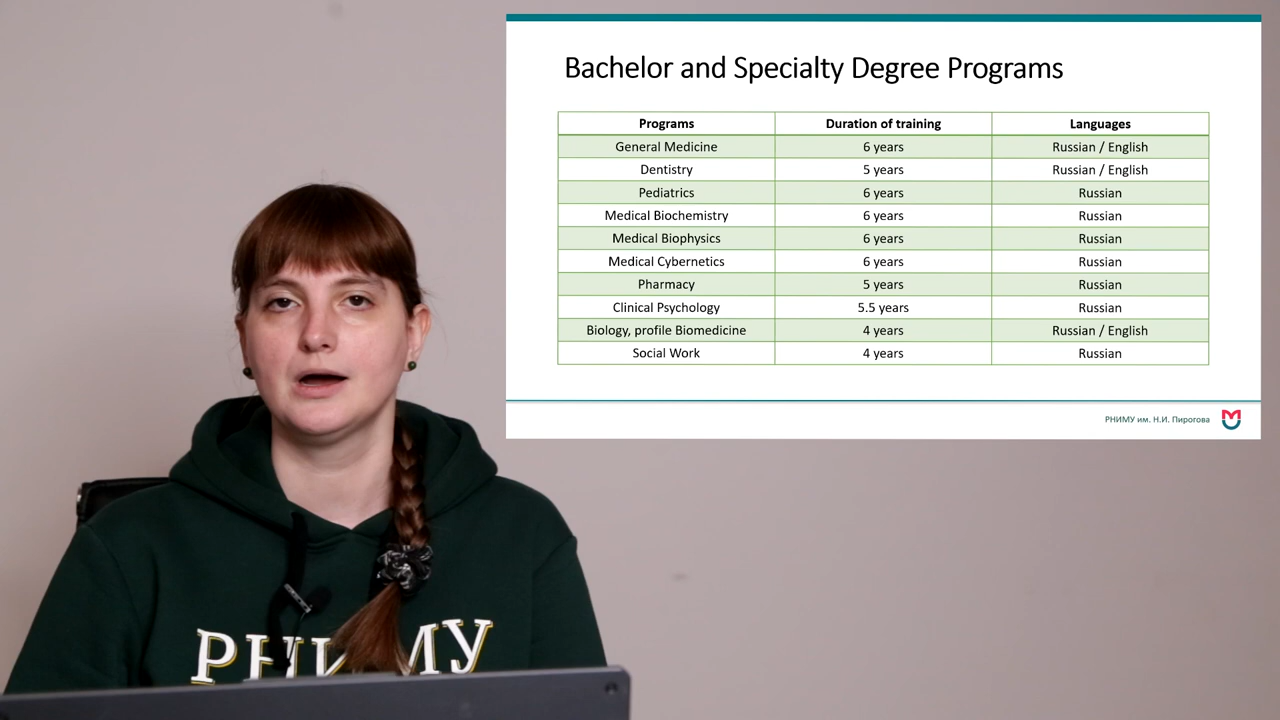 Bachelor and Specialty Degree Programs
Programs Duration of training Languages
General Medicine 6 years Russian / English
Dentistry 5 years Russian / English
Pediatrics 6 years Russian
Medical Biochemistry 6 years Russian
Medical Biophysics 6 years Russian
Medical Cybernetics 6 years Russian
Pharmacy 5 years Russian
Clinical Psychology 5.5 years Russian
Biology, profile Biomedicine 4 years Russian / English
Social Work 4 years Russian
РНИМУ им. Н.И. Пирогова
РНИМУ